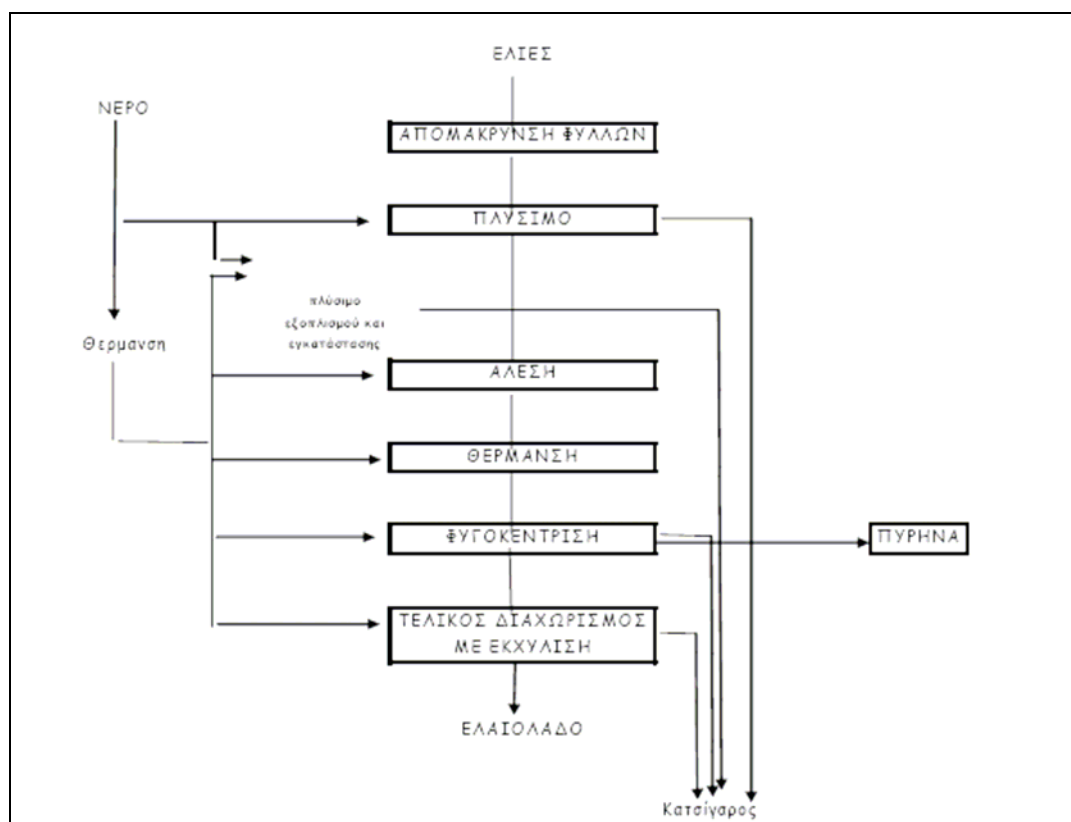 ΕΛΙΕΣ
ΝΕΡΟ
ΑΠΟΜΑΚΡΥΝΣΗ ΦΥΛΛΩΝ
ΠΛΥΣΙΜΟ
πλύσιμο
εξοπλισμού και
εγκατάστασης
Θερμανση
ΑΛΕΣΗ
ΘΕΡΜΑΝΣΗ
ΦΥΓΟΚΕΝΤΡΙΣΗ
ΠΥΡΗΝΑ
ΤΕΛΙΚΟΣ ΔΙΑΧΩΡΙΣΜΟΣ
ΜΕ ΕΚΧΥΛΙΣΗ
ΕΛΑΙΟΛΑΔΟ
Κατσίγαρος